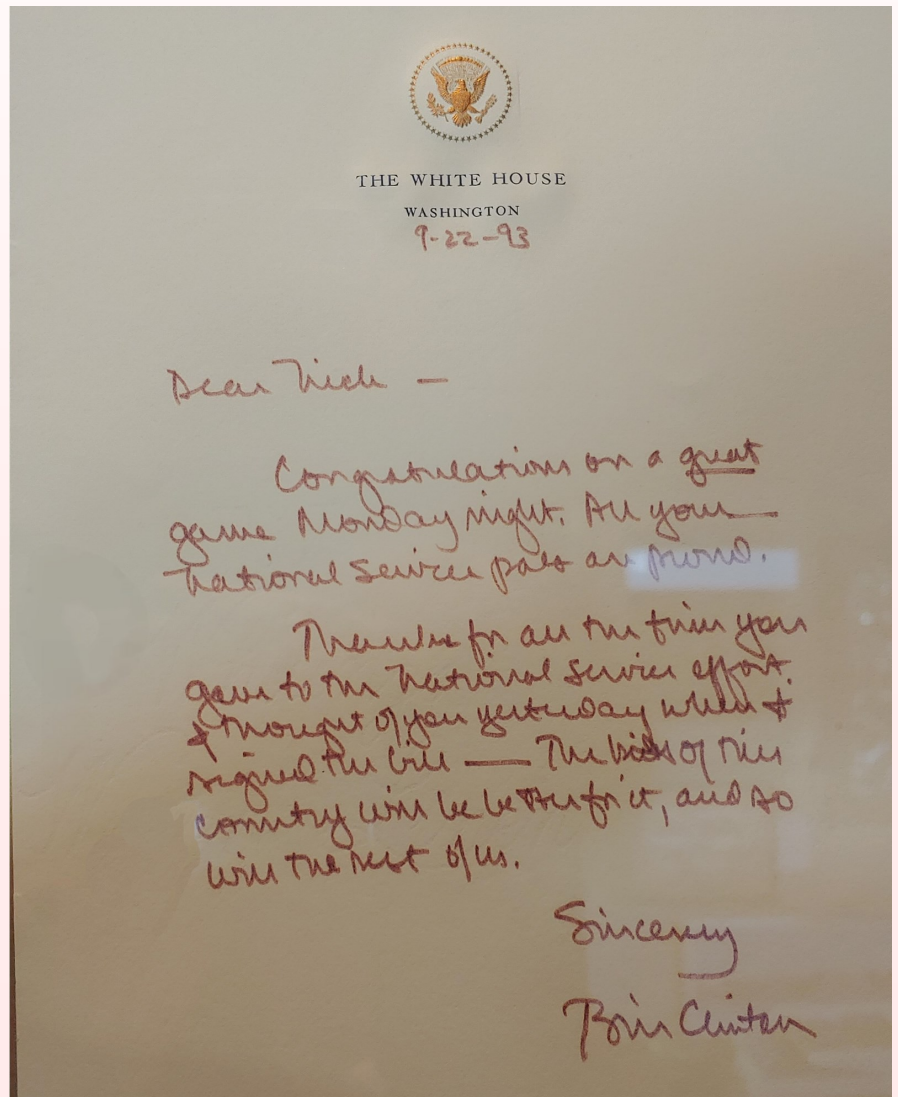 THE WHITE HOUSE
WASHINGTON
9-22-93
Dear Nick —
Congratulations on a great
game Monday night. All your
national service pals are proud.
Thanks for all the time you
gave to the national service effort.
I thought of you yesterday when I
signed the bill — The kids of this
country will be better for it, and so
will the rest of us.
Sincerely
Bill Clinton